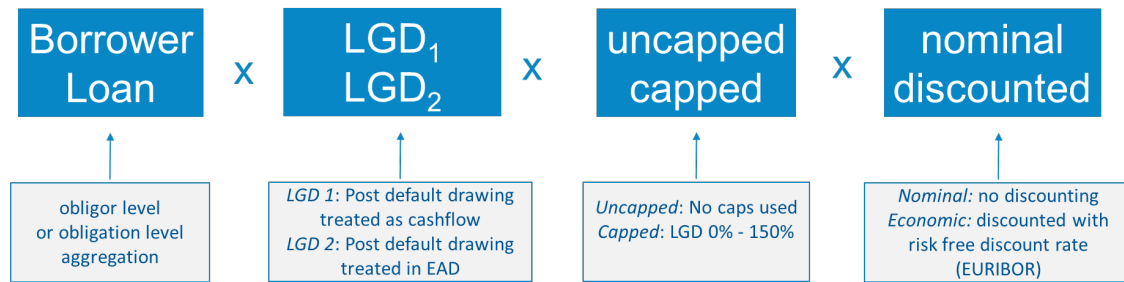 Borrower
Loan
x
LGD₁
LGD₂
x
uncapped
capped
x
nominal
discounted
obligor level
or obligation level
aggregation
LGD 1: Post default drawing
treated as cashflow
LGD 2: Post default drawing
treated in EAD
Uncapped: No caps used
Capped: LGD 0% - 150%
Nominal: no discounting
Economic: discounted with
risk free discount rate
(EURIBOR)